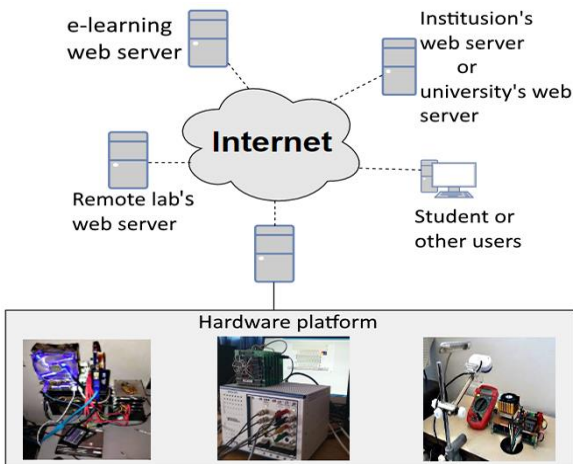 e-learning
web server
Institusion's
web server
or
university's web
server
Internet
Remote lab's
web server
Student or
other users
Hardware platform